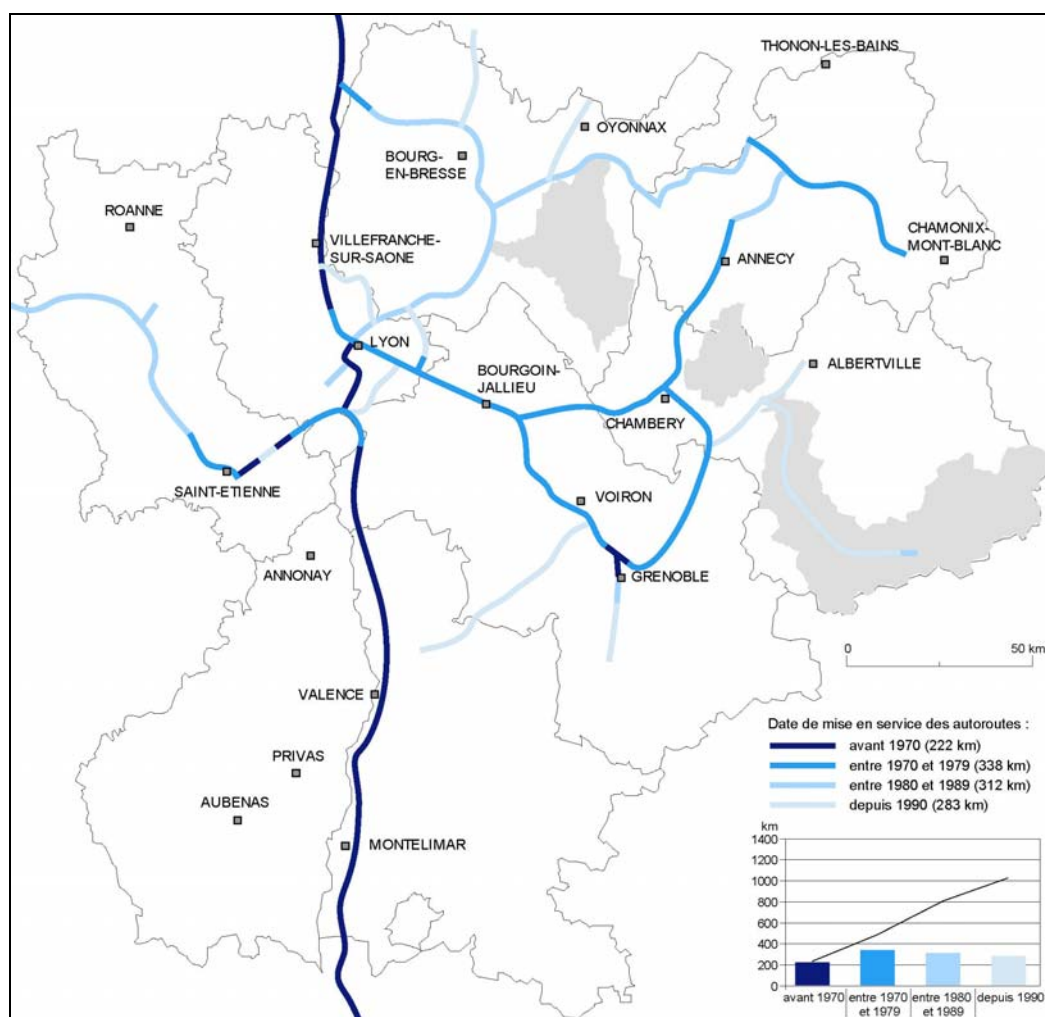 THONON-LES-BAINS
OYONNAX
BOURG-
EN-BRESSE
ROANNE
VILLEFRANCHE-
SUR-SAONE
CHAMONIX-
MONT-BLANC
ANNECY
LYON
BOURGOIN-
JALLIEU
ALBERTVILLE
CHAMBERY
SAINT-ETIENNE
VOIRON
ANNONAY
GRENOBLE
0 50 km
VALENCE
PRIVAS
AUBENAS
MONTELIMAR
Date de mise en service des autoroutes :
avant 1970 (222 km)
entre 1970 et 1979 (338 km)
entre 1980 et 1989 (312 km)
depuis 1990 (283 km)
km
1400
1200
1000
800
600
400
200
0
avant 1970
entre 1970
et 1979
entre 1980
et 1989
depuis 1990